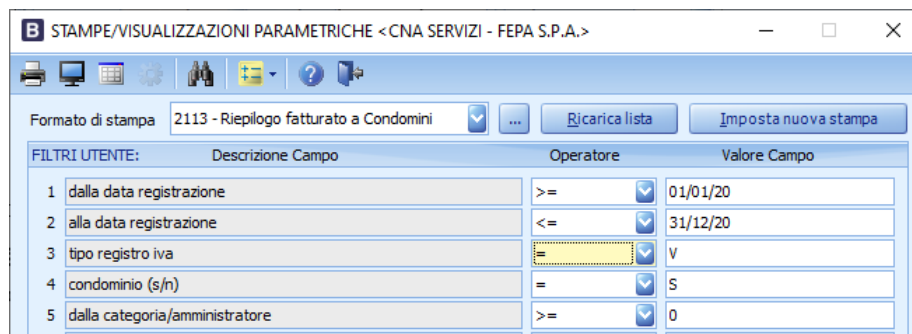 B STAMPE/VISUALIZZAZIONI PARAMETRICHE <CNA SERVIZI - FEPA S.P.A.>
Formato di stampa 2113 - Riepilogo fatturato a Condomini ... Ricarica lista Imposta nuova stampa
FILTRI UTENTE: Descrizione Campo Operatore Valore Campo
1 dalla data registrazione >= 01/01/20
2 alla data registrazione <= 31/12/20
3 tipo registro iva = V
4 condominio (s/n) = S
5 dalla categoria/amministratore >= 0